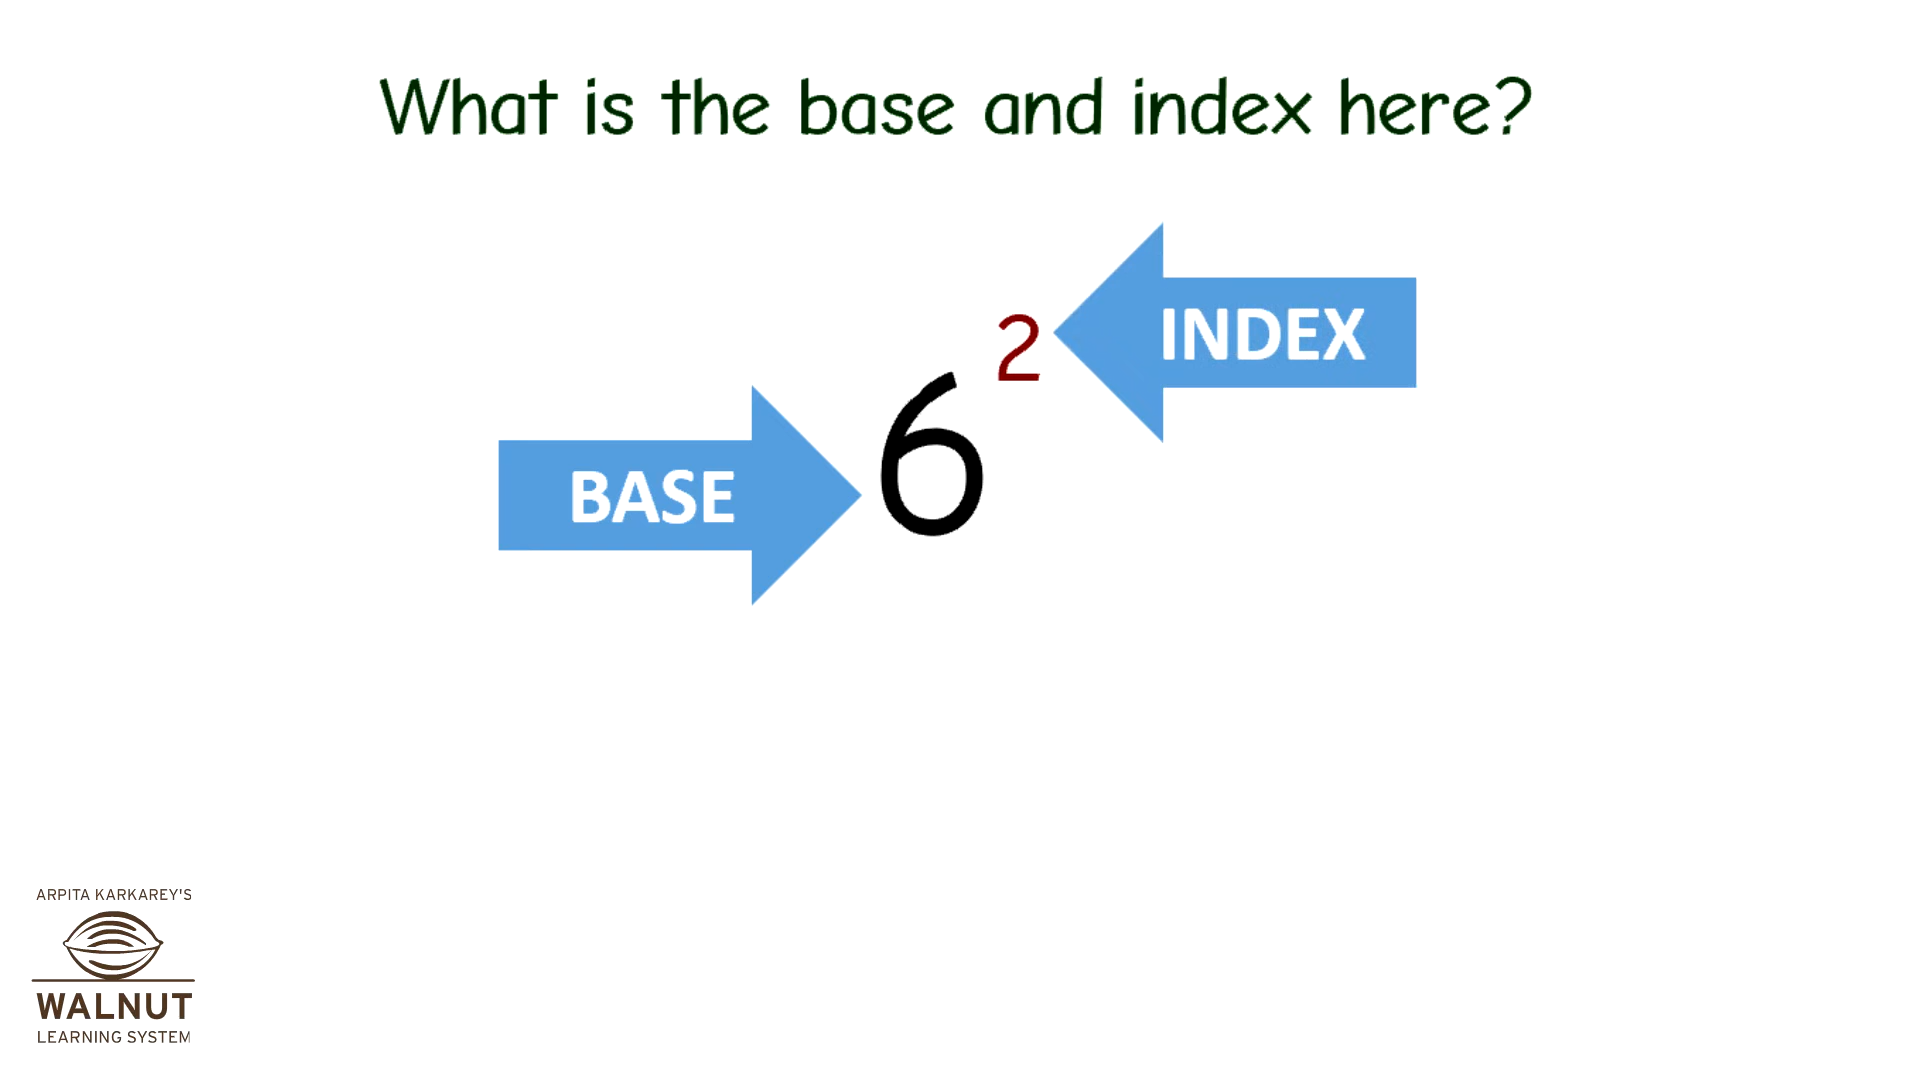 What is the base and index here?
INDEX
2
6
BASE
ARPITA KARKAREY'S
WALNUT
LEARNING SYSTEM